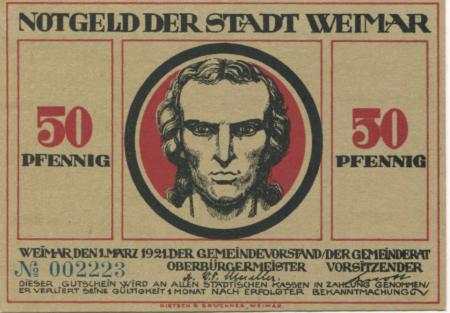 NOTGELD DER STADT WEIMAR
50 PFENNIG
50 PFENNIG
WEIMAR, DEN 1. MÄRZ 1921. DER GEMEINDEVORSTAND / DER GEMEINDERAT
OBERBÜRGERMEISTER VORSITZENDER
№ 002223
DIESER GUTSCHEIN WIRD AN ALLEN STÄDTISCHEN KASSEN IN ZAHLUNG GENOMMEN /
ER VERLIERT SEINE GÜLTIGKEIT 1 MONAT NACH ERFOLGTER BEKANNTMACHUNG
DIETSCH & BRÜCKNER, WEIMAR.